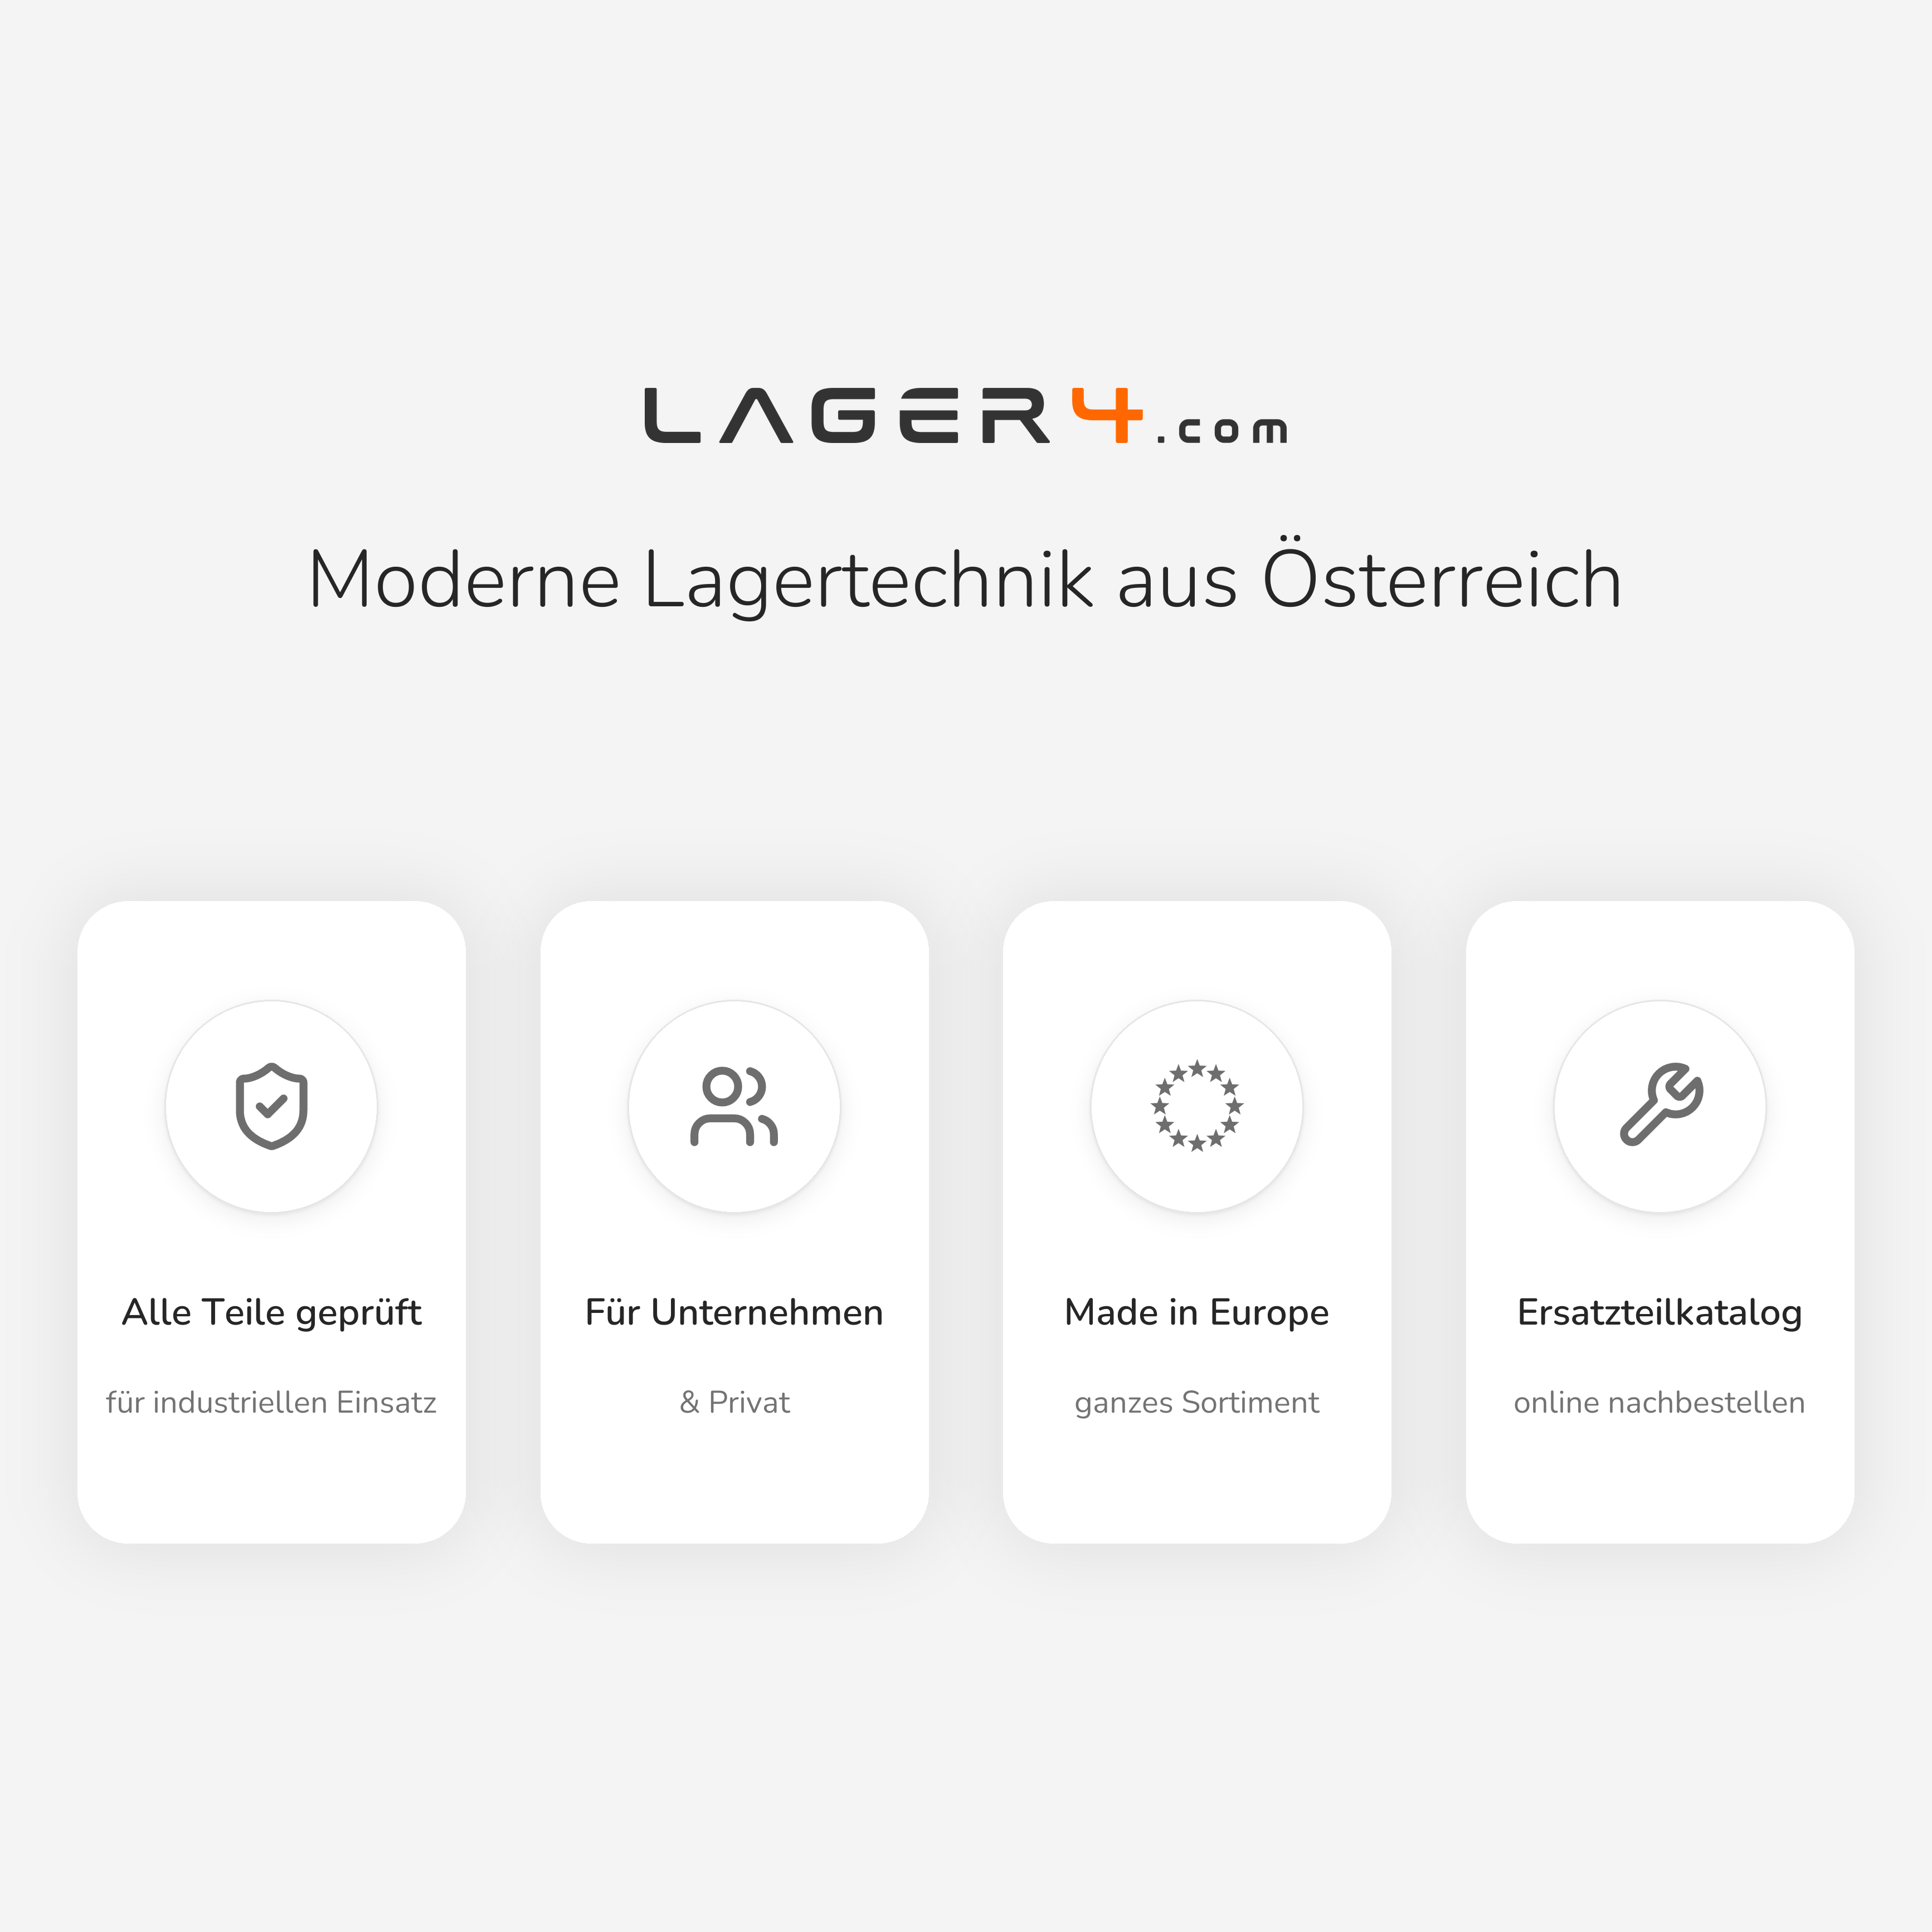 LAGER4.com
Moderne Lagertechnik aus Österreich
Alle Teile geprüft
für industriellen Einsatz
Für Unternehmen
& Privat
Made in Europe
ganzes Sortiment
Ersatzteilkatalog
online nachbestellen